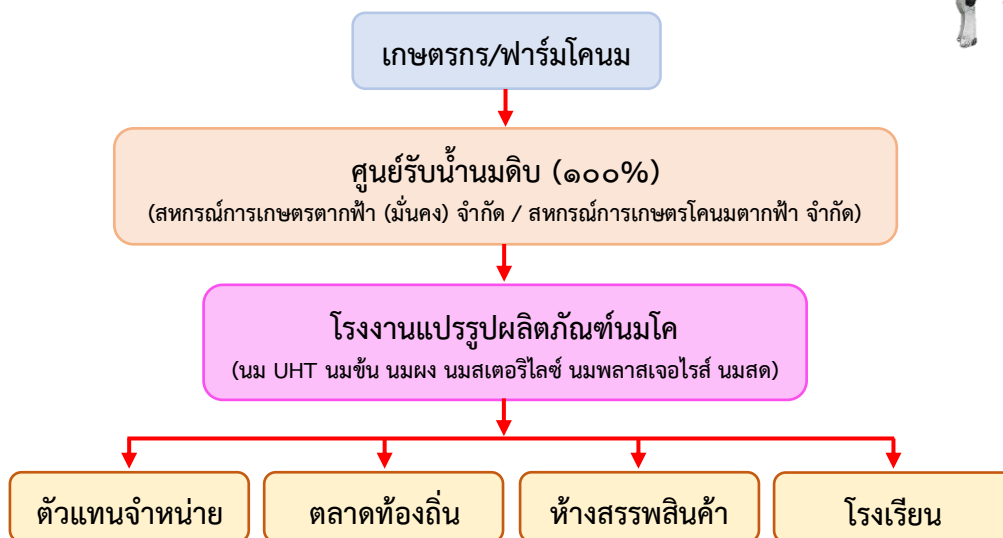 เกษตรกร/ฟาร์มโคนม
ศูนย์รับน้ำนมดิบ (๑๐๐%)
(สหกรณ์การเกษตรตากฟ้า (มั่นคง) จำกัด / สหกรณ์การเกษตรโคนมตากฟ้า จำกัด)
โรงงานแปรรูปผลิตภัณฑ์นมโค
(นม UHT นมข้น นมผง นมสเตอริไลซ์ นมพลาสเจอไรส์ นมสด)
ตัวแทนจำหน่าย
ตลาดท้องถิ่น
ห้างสรรพสินค้า
โรงเรียน